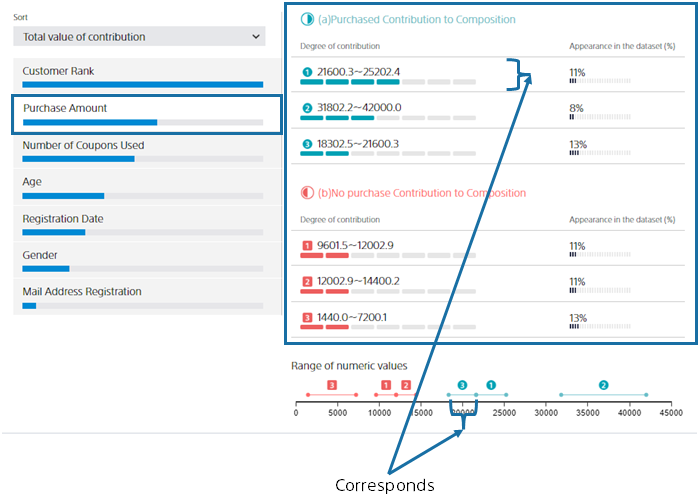 Sort
Total value of contribution
Customer Rank
Purchase Amount
Number of Coupons Used
Age
Registration Date
Gender
Mail Address Registration
(a)Purchased Contribution to Composition
Degree of contribution Appearance in the dataset (%)
1 21600.3~25202.4 11%
2 31802.2~42000.0 8%
3 18302.5~21600.3 13%
(b)No purchase Contribution to Composition
Degree of contribution Appearance in the dataset (%)
1 9601.5~12002.9 11%
2 12002.9~14400.2 11%
3 1440.0~7200.1 13%
Range of numeric values
3 1 2 3 1 2
0 5000 10000 15000 20000 25000 30000 35000 40000 45000
Corresponds